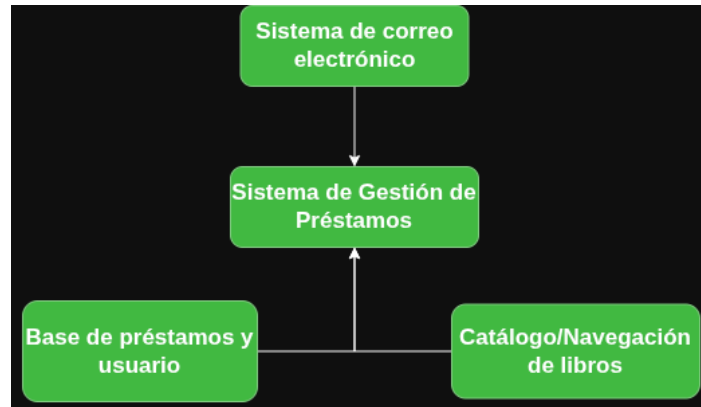 Sistema de correo
electrónico
Sistema de Gestión de
Préstamos
Base de préstamos y
usuario
Catálogo/Navegación
de libros